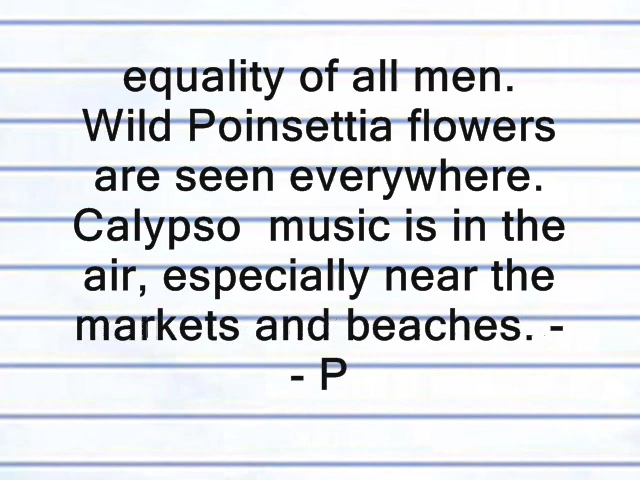 equality of all men.
Wild Poinsettia flowers
are seen everywhere.
Calypso  music is in the
air, especially near the
markets and beaches. -
- P